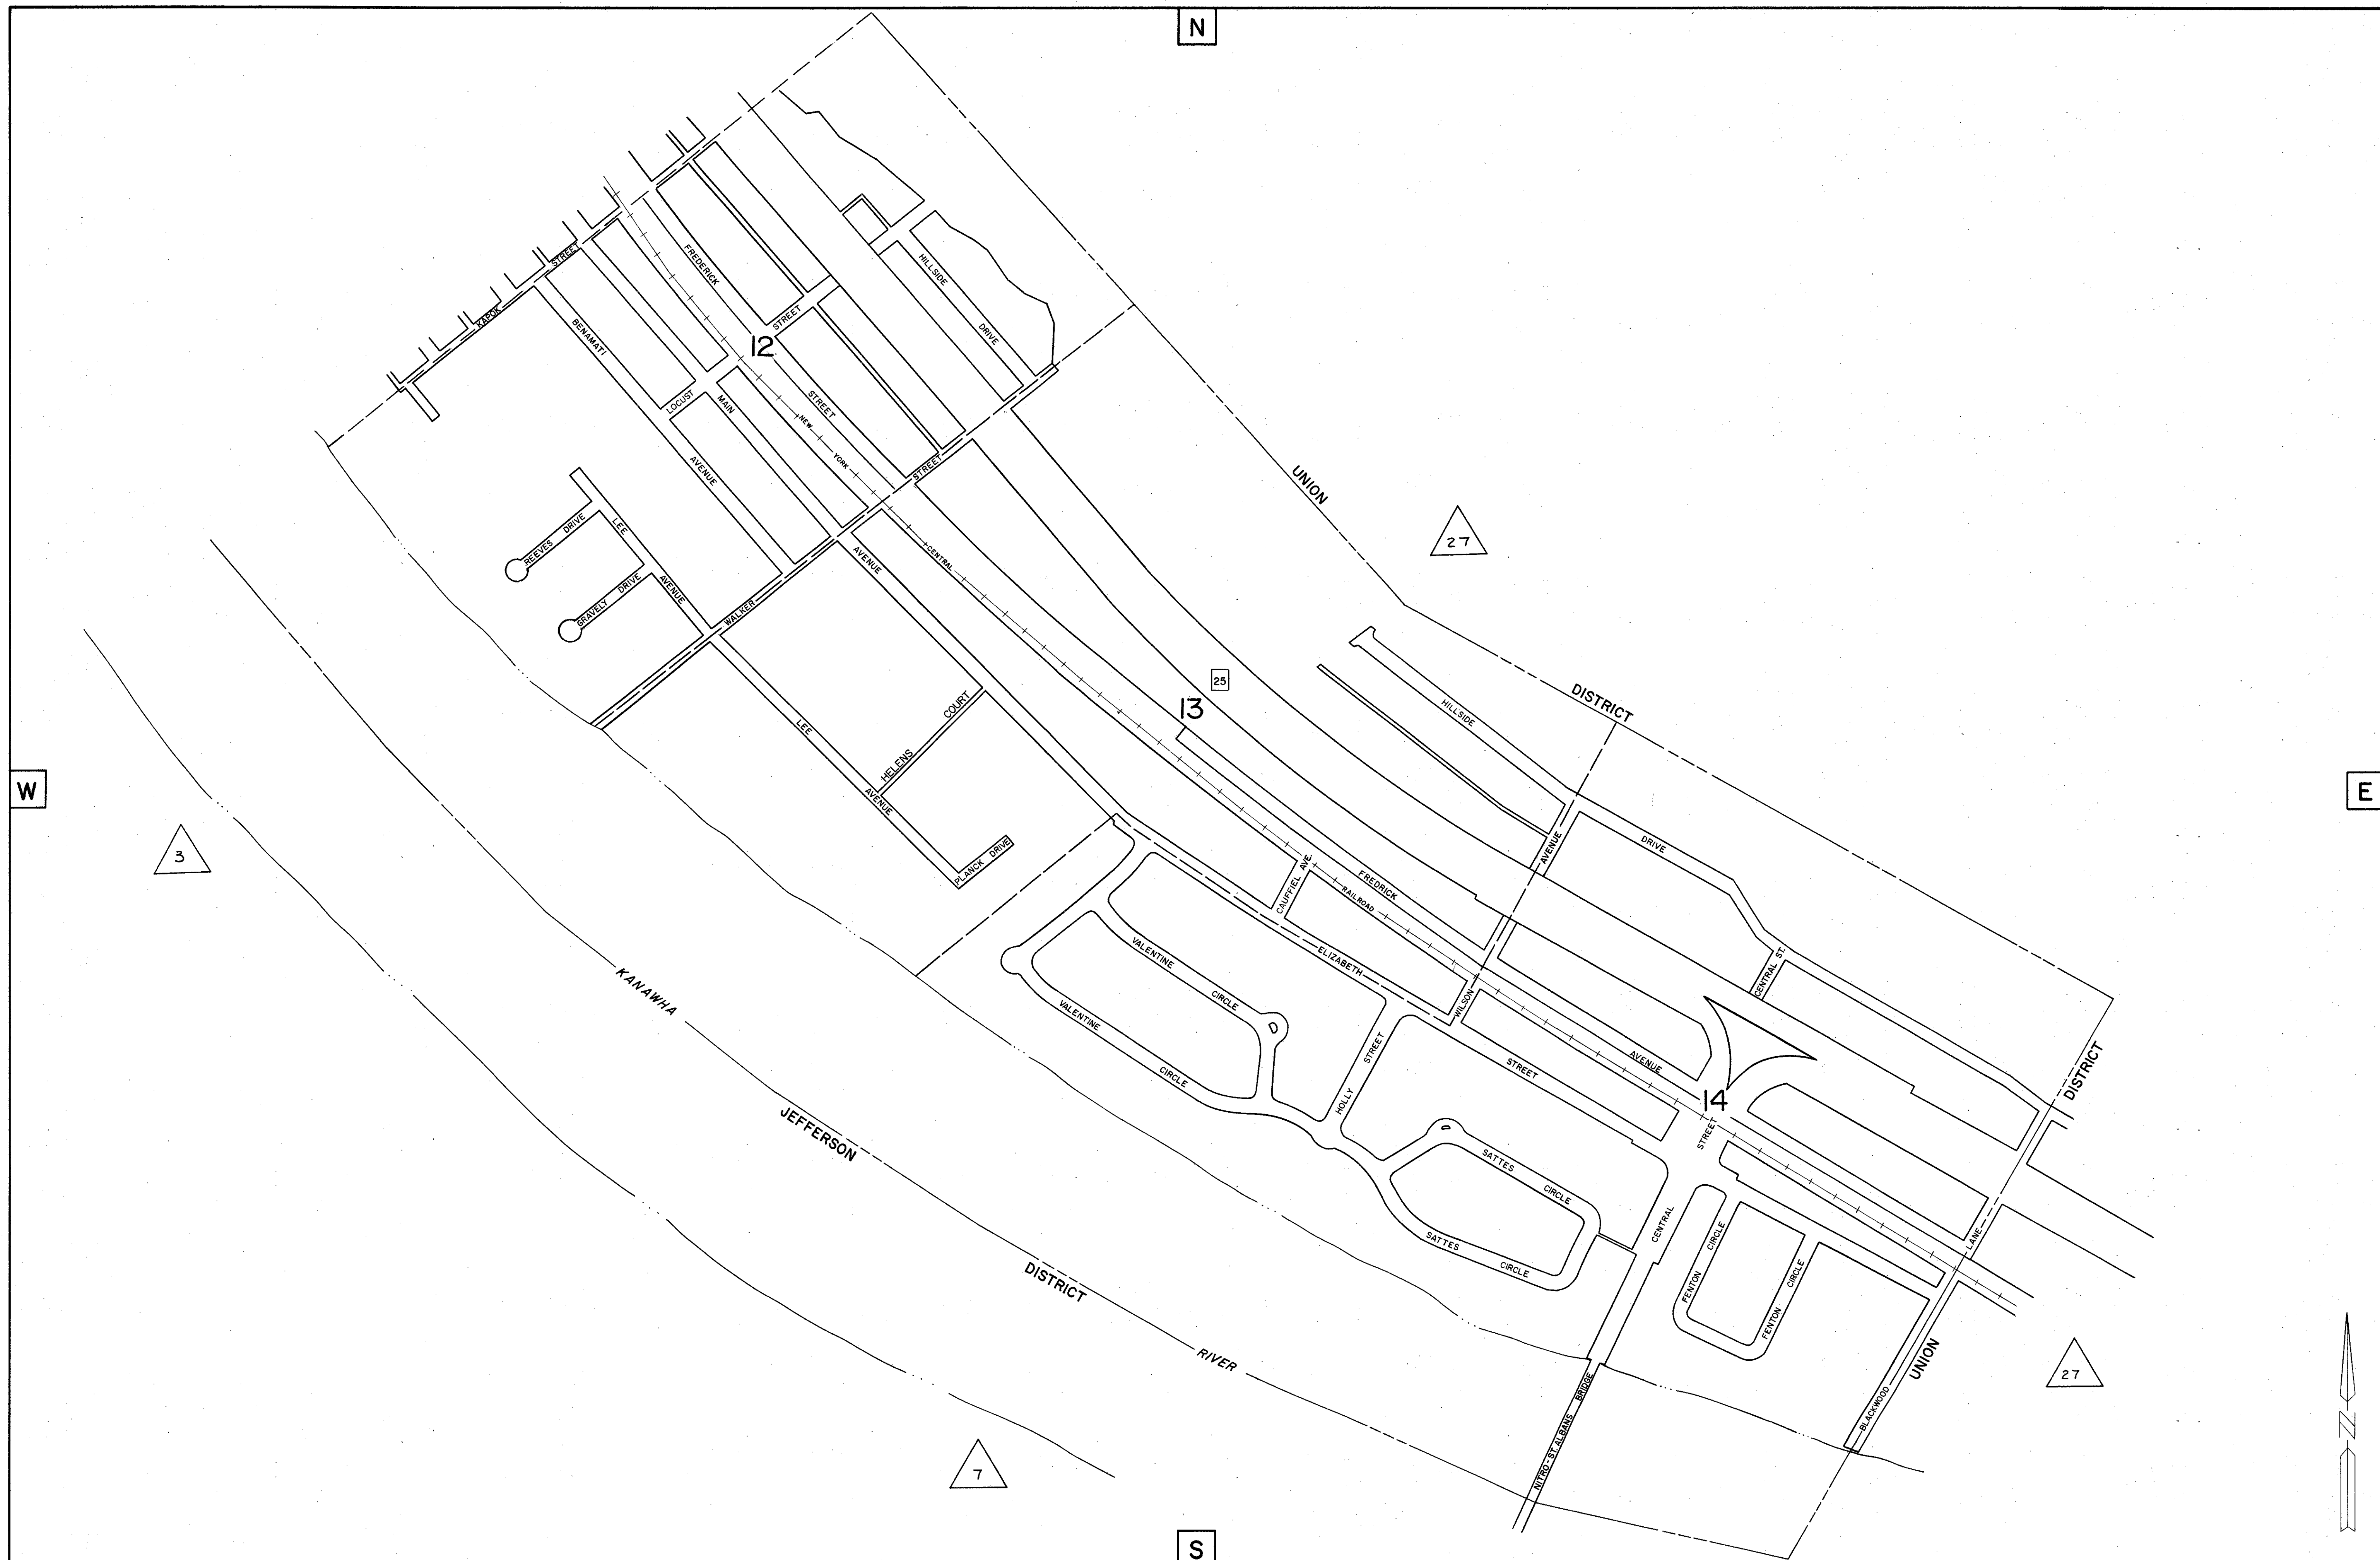 N
STREET
KAPOK
FREDERICK
HILLSIDE
DRIVE
BENAMATI
STREET
12
LOCUST
MAIN
STREET
NEW
YORK
AVENUE
STREET
UNION
27
REEVES DRIVE
LEE
AVENUE
GRAVELY DRIVE
WALKER
AVENUE
CENTRAL
25
13
HELENS COURT
LEE
AVENUE
PLANCK DRIVE
HILLSIDE
DISTRICT
W
E
3
AVENUE
DRIVE
CAUFFIEL AVE.
FREDRICK
RAILROAD
ELIZABETH
WILSON
CENTRAL ST.
VALENTINE
CIRCLE
VALENTINE
CIRCLE
KANAWHA
HOLLY STREET
STREET
AVENUE
14
STREET
DISTRICT
JEFFERSON
SATTES
CIRCLE
SATTES
CIRCLE
CENTRAL
FENTON CIRCLE
FENTON CIRCLE
LANE
DISTRICT
RIVER
NITRO - ST. ALBANS BRIDGE
BLACKWOOD
UNION
27
7
N
S